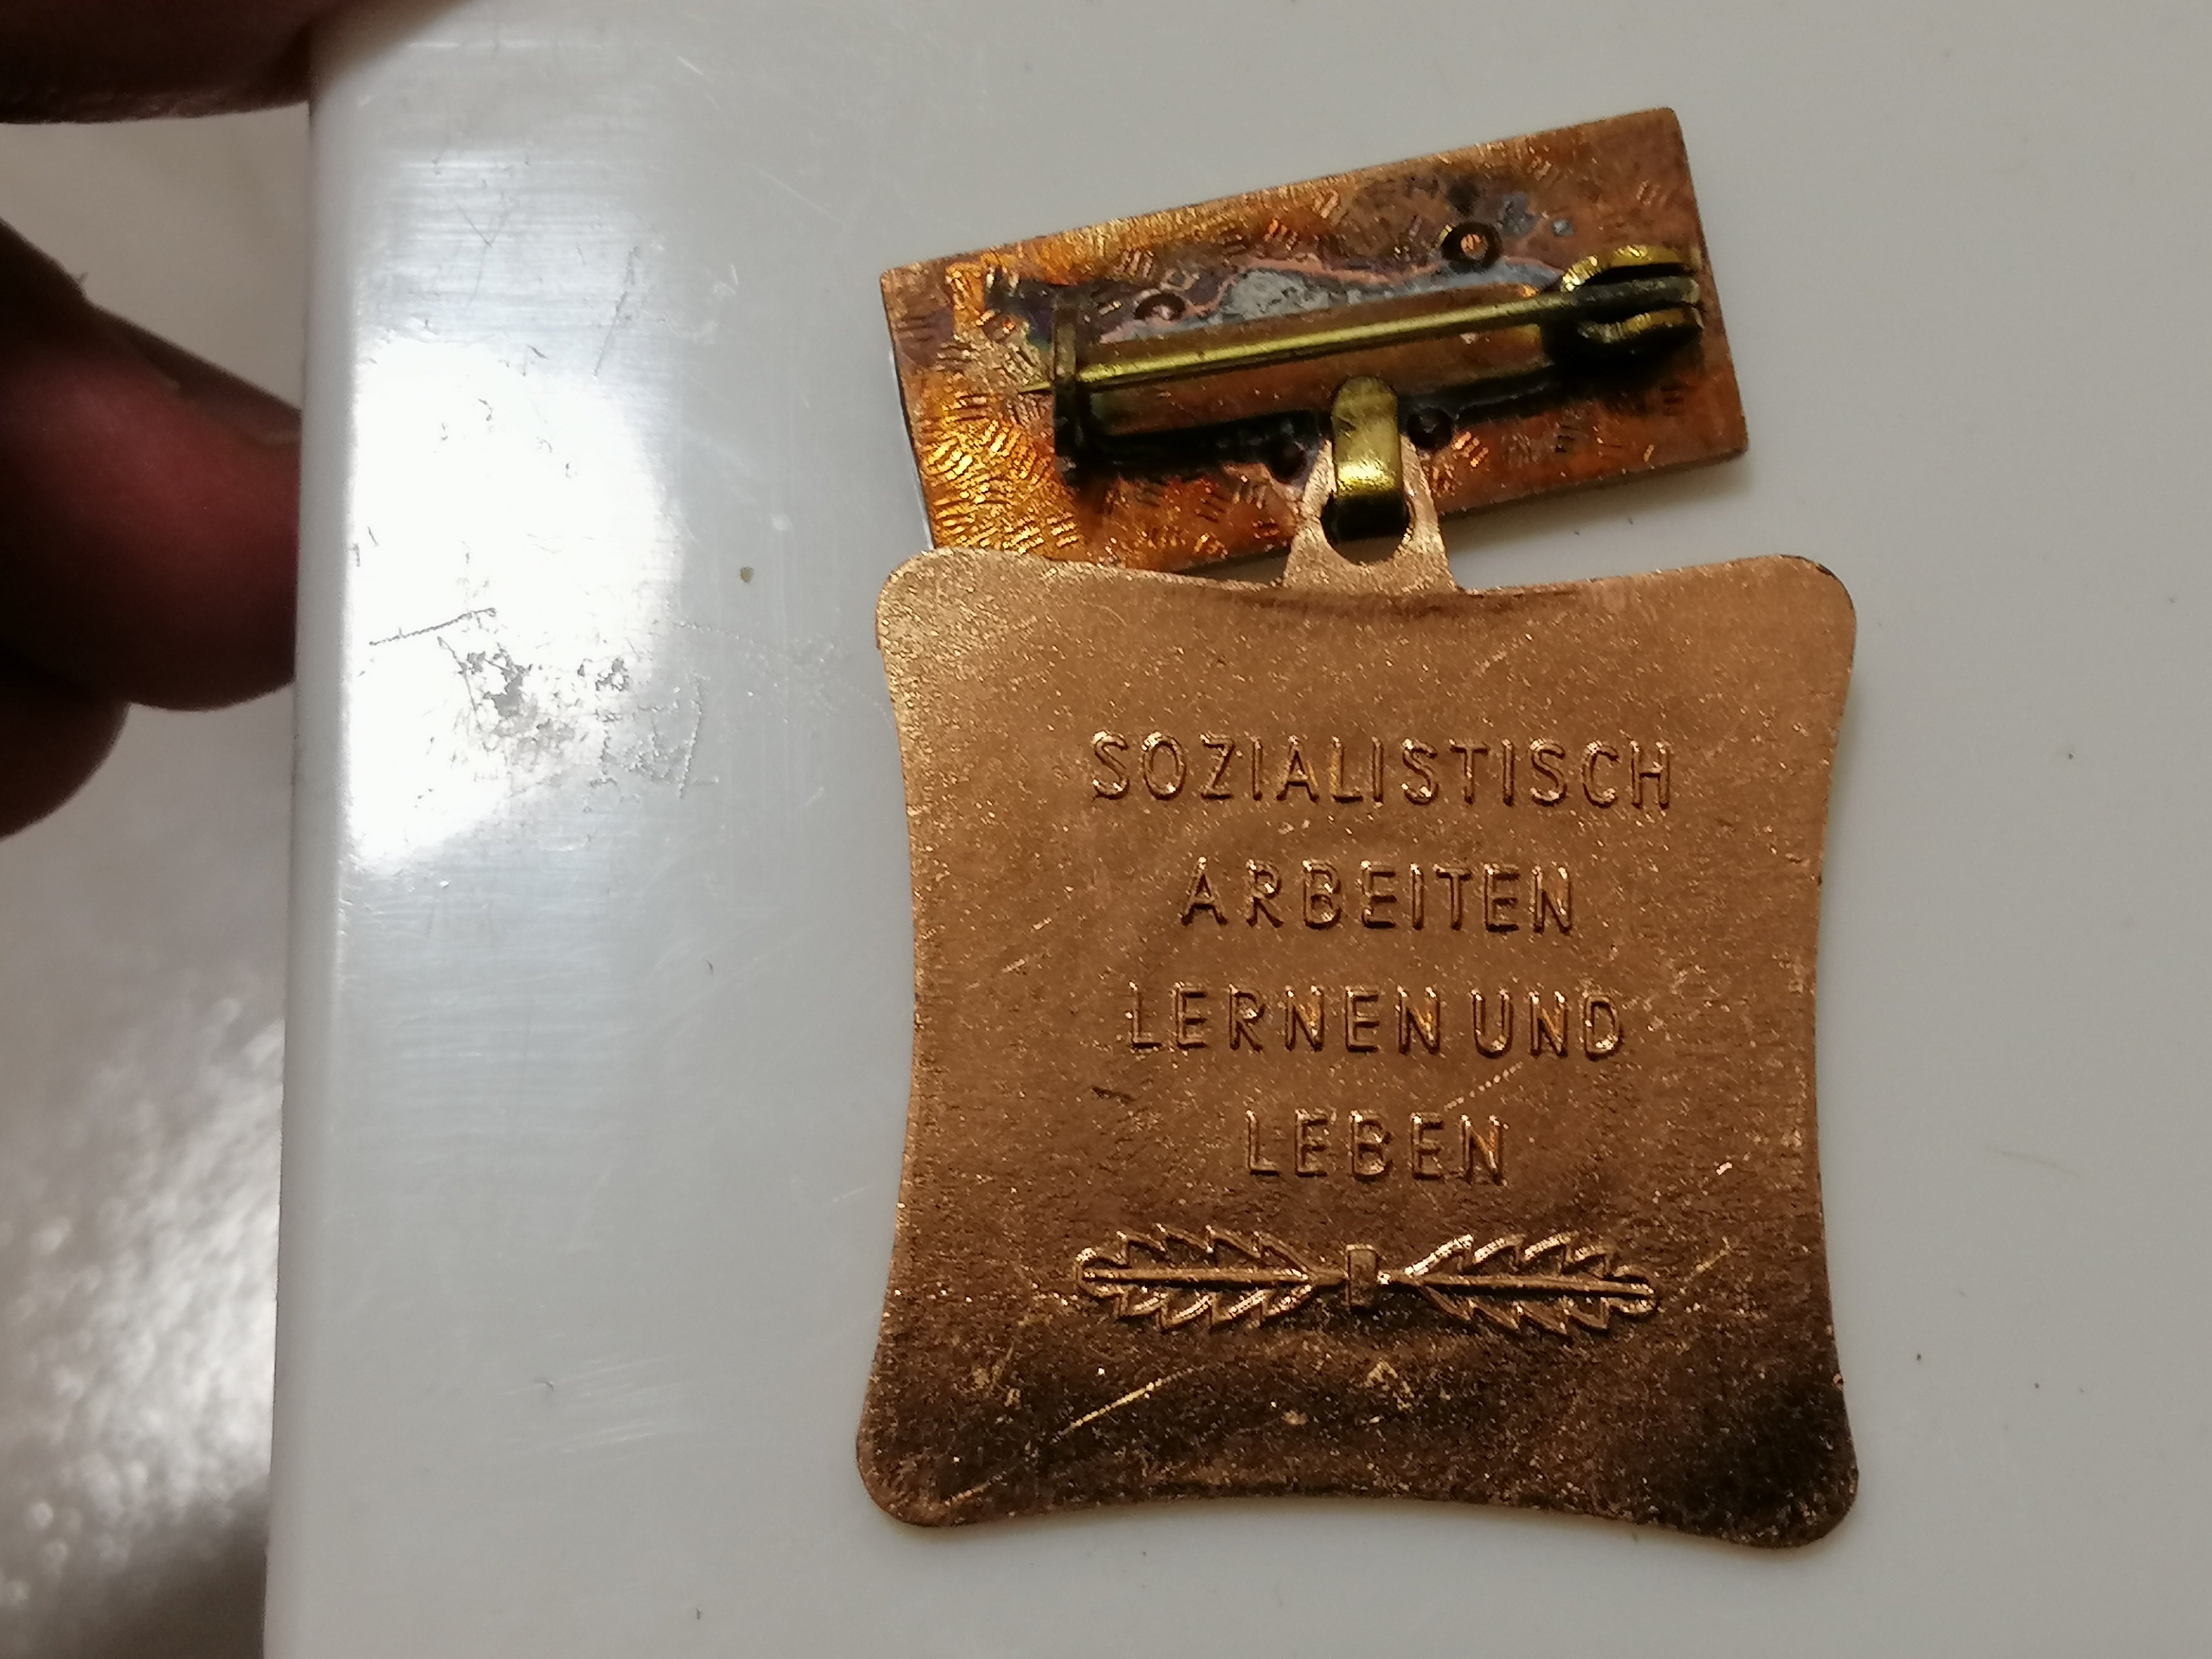 SOZIALISTISCH
ARBEITEN
LERNEN UND
LEBEN